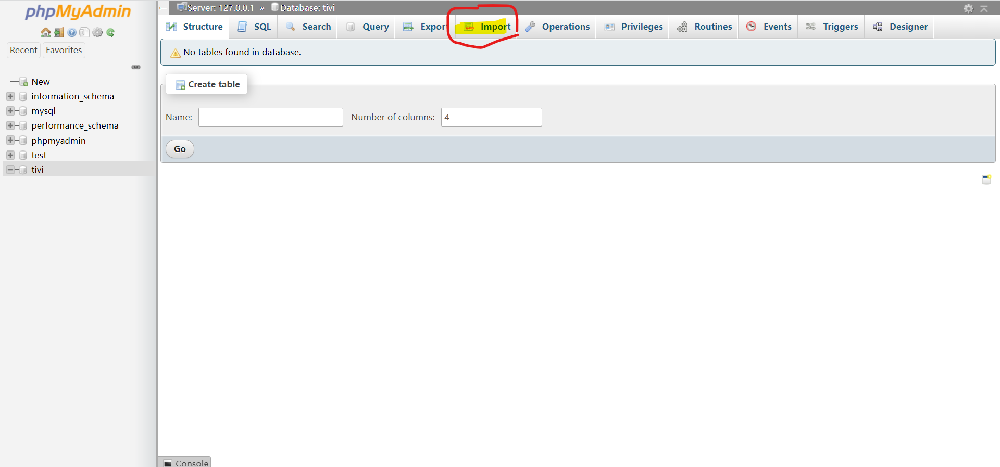 phpMyAdmin
Recent Favorites
New
information_schema
mysql
performance_schema
phpmyadmin
test
tivi
← Server: 127.0.0.1 » Database: tivi
Structure SQL Search Query Export Import Operations Privileges Routines Events Triggers Designer
No tables found in database.
Create table
Name: Number of columns: 4
Go
Console